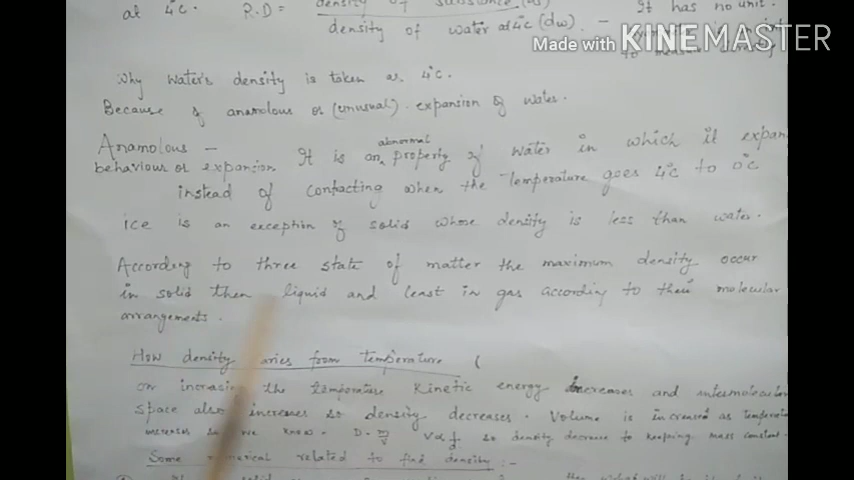 density of substance (ds)
at 4°C. R.D = It has no unit.
density of water at 4°C (dw). –
Made with KINEMASTER
to measure
Why water's density is taken as 4°C.
Because of anamolous or (unusual). expansion of water.
Anamolous – abnormal
It is an property of water in which it expan
behaviour or expansion
instead of contacting when the Temperature goes 4°C to 0°C
ice is an exception of solid whose density is less than water.
According to three state of matter the maximum density occur
in solid then liquid and least in gas according to their molecular
arrangements.
How density varies from temperature (
on incrasing the temperature Kinetic energy increases and intermolecular
space also increases so density decreases. Volume is increased as temperatu
increases we know - D = m/v V∝1/d so density decrease to keeping mass constant.
Some numerical related to find density :-